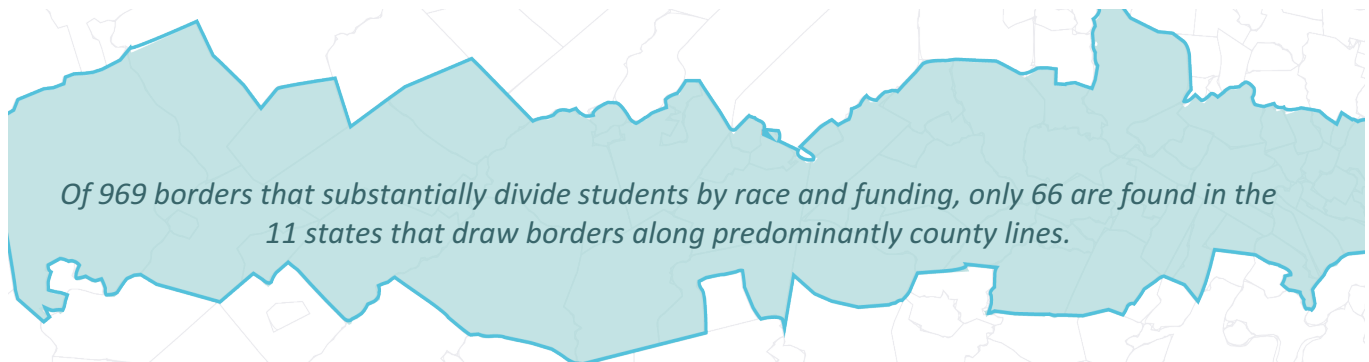 Of 969 borders that substantially divide students by race and funding, only 66 are found in the
11 states that draw borders along predominantly county lines.